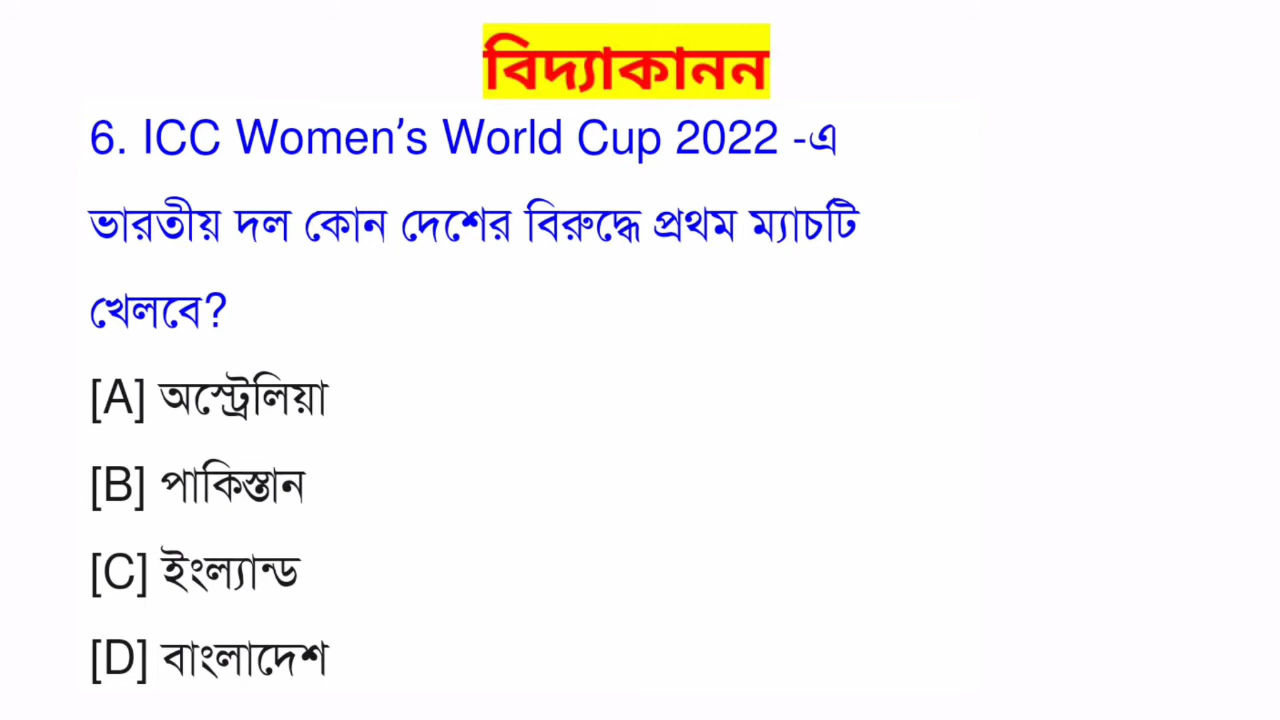 বিদ্যাকানন
6. ICC Women’s World Cup 2022 -এ
ভারতীয় দল কোন দেশের বিরুদ্ধে প্রথম ম্যাচটি
খেলবে?
[A] অস্ট্রেলিয়া
[B] পাকিস্তান
[C] ইংল্যান্ড
[D] বাংলাদেশ